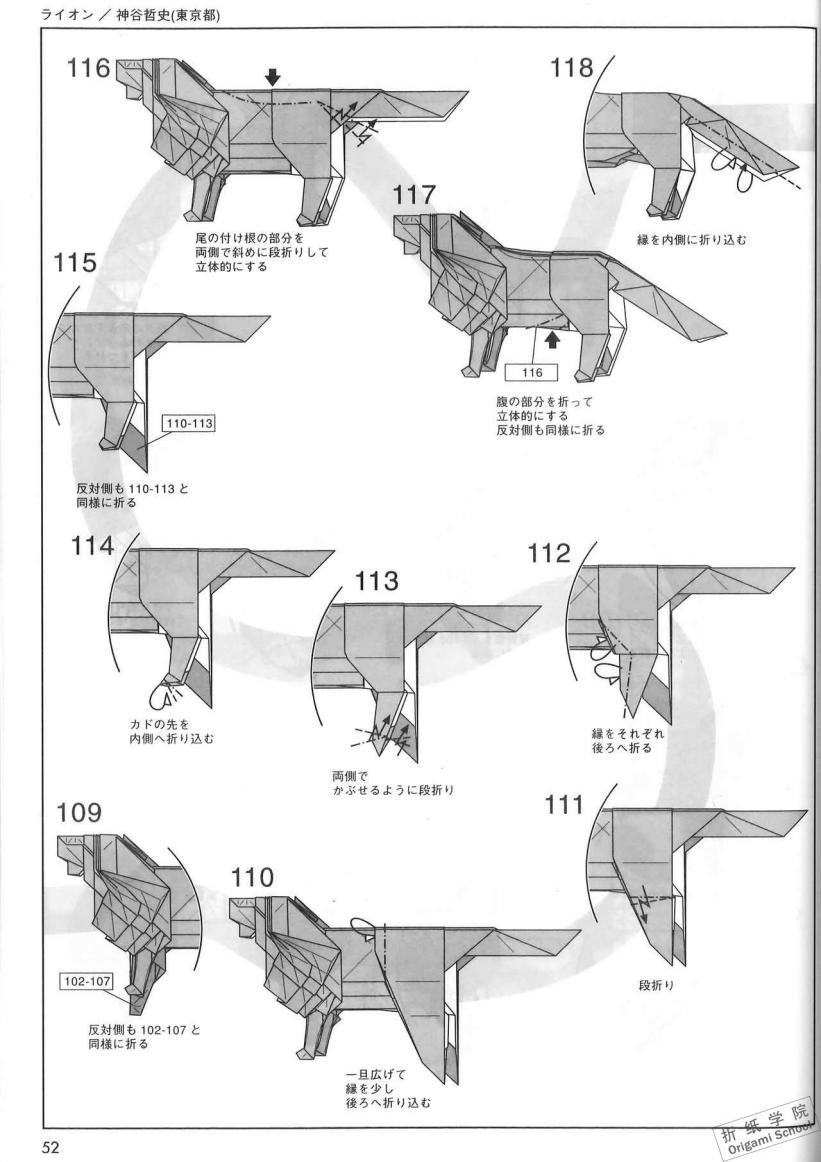 ライオン／神谷哲史(東京都)
109
102-107
反対側も 102-107 と
同様に折る
110
一旦広げて
縁を少し
後ろへ折り込む
111
段折り
112
縁をそれぞれ
後ろへ折る
113
両側で
かぶせるように段折り
114
カドの先を
内側へ折り込む
115
110-113
反対側も 110-113 と
同様に折る
116
尾の付け根の部分を
両側で斜めに段折りして
立体的にする
117
116
腹の部分を折って
立体的にする
反対側も同様に折る
118
縁を内側に折り込む
52
折纸学院
Origami School